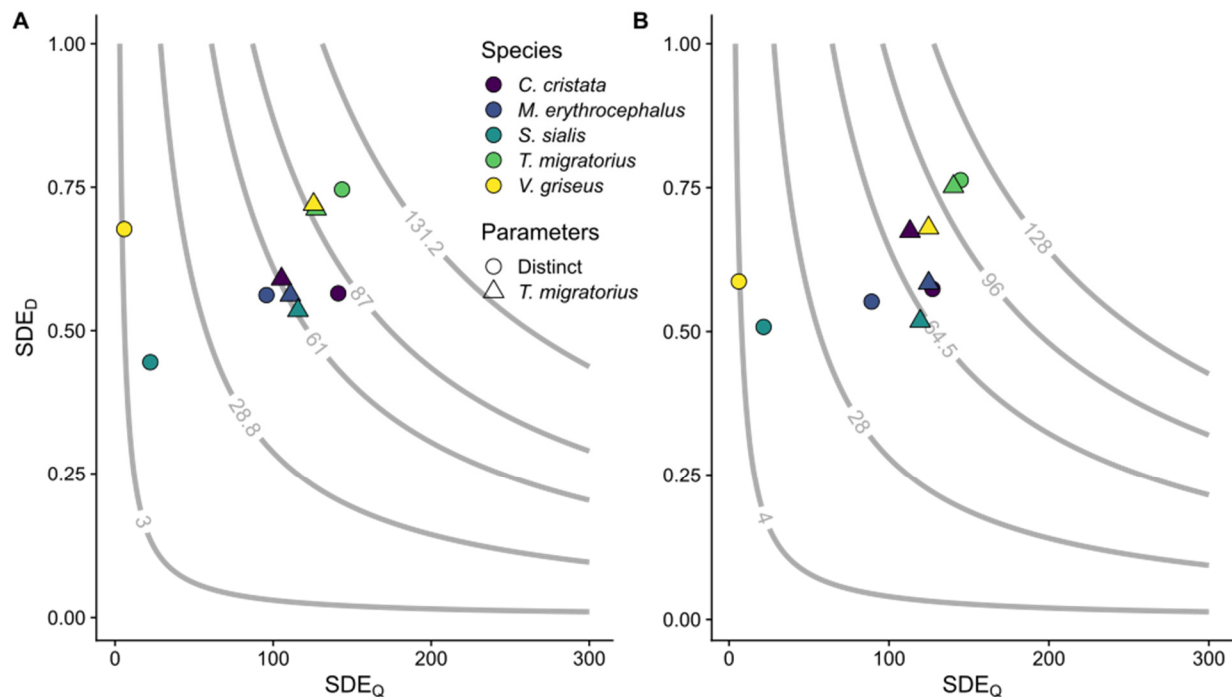 A
B
1.00
0.75
0.50
0.25
0.00
SDE_D
Species
C. cristata
M. erythrocephalus
S. sialis
T. migratorius
V. griseus
Parameters
Distinct
T. migratorius
131.2
87
61
28.8
3
0
100
200
300
SDE_Q
1.00
0.75
0.50
0.25
0.00
128
96
64.5
28
4
0
100
200
300
SDE_Q